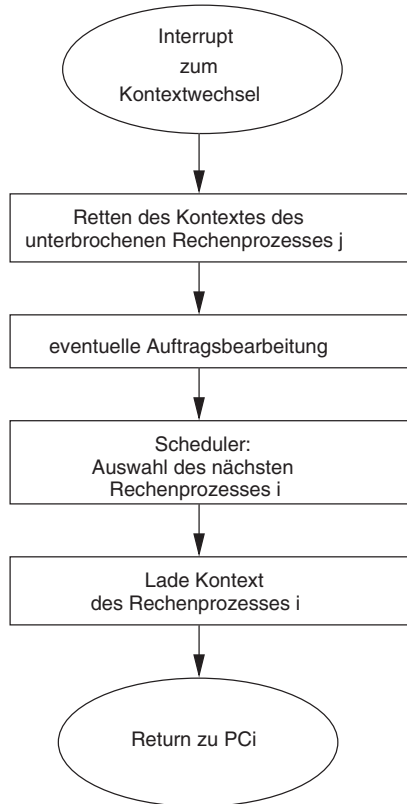 Interrupt
zum
Kontextwechsel
Retten des Kontextes des
unterbrochenen Rechenprozesses j
eventuelle Auftragsbearbeitung
Scheduler:
Auswahl des nächsten
Rechenprozesses i
Lade Kontext
des Rechenprozesses i
Return zu PCi